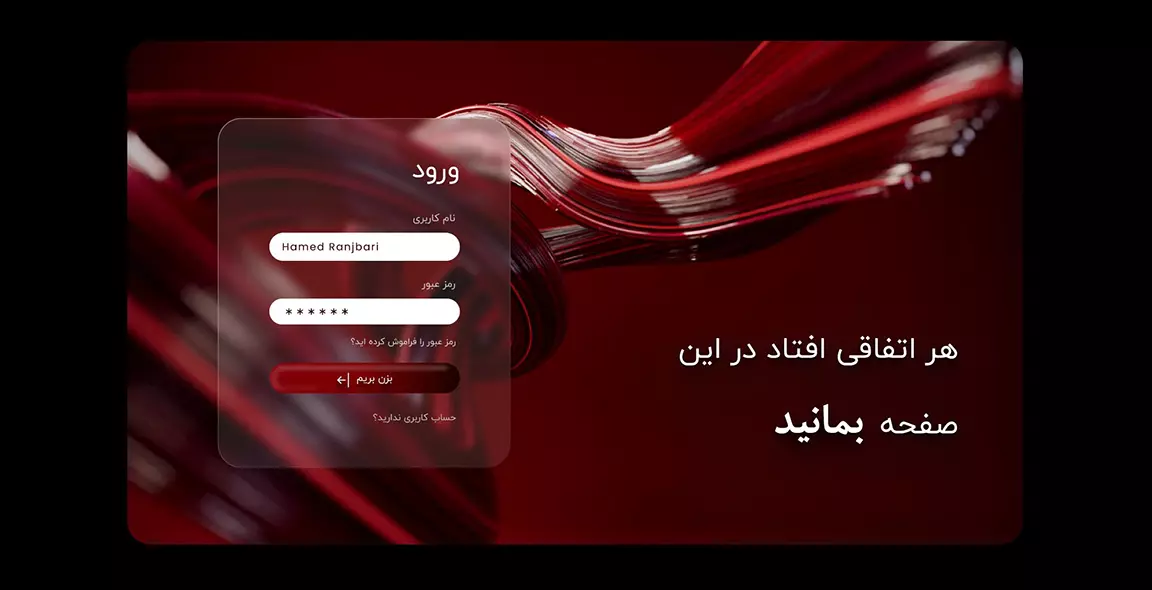 ورود
نام کاربری
Hamed Ranjbari
رمز عبور
******
رمز عبور را فراموش کرده اید؟
بزن بریم
حساب کاربری ندارید؟
هر اتفاقی افتاد در این
صفحه بمانید